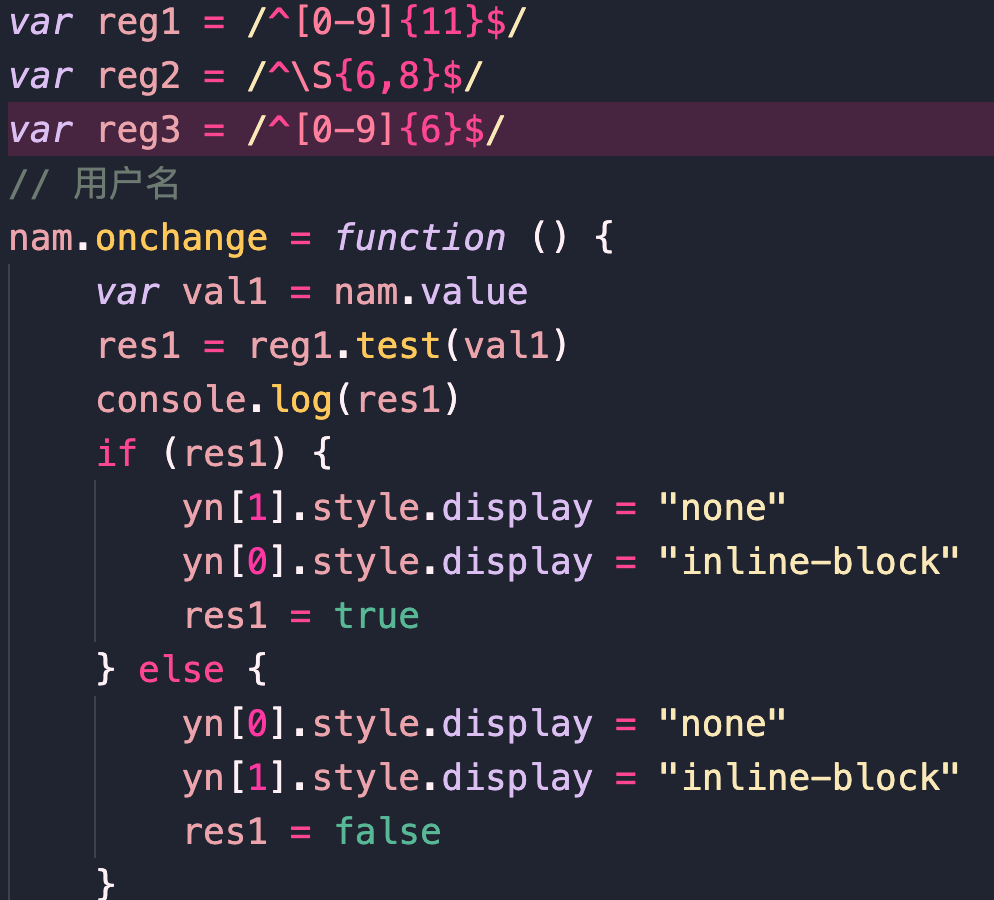 var reg1 = /^[0-9]{11}$/
var reg2 = /^\S{6,8}$/
var reg3 = /^[0-9]{6}$/
// 用户名
nam.onchange = function () {
    var val1 = nam.value
    res1 = reg1.test(val1)
    console.log(res1)
    if (res1) {
        yn[1].style.display = "none"
        yn[0].style.display = "inline-block"
        res1 = true
    } else {
        yn[0].style.display = "none"
        yn[1].style.display = "inline-block"
        res1 = false
    }